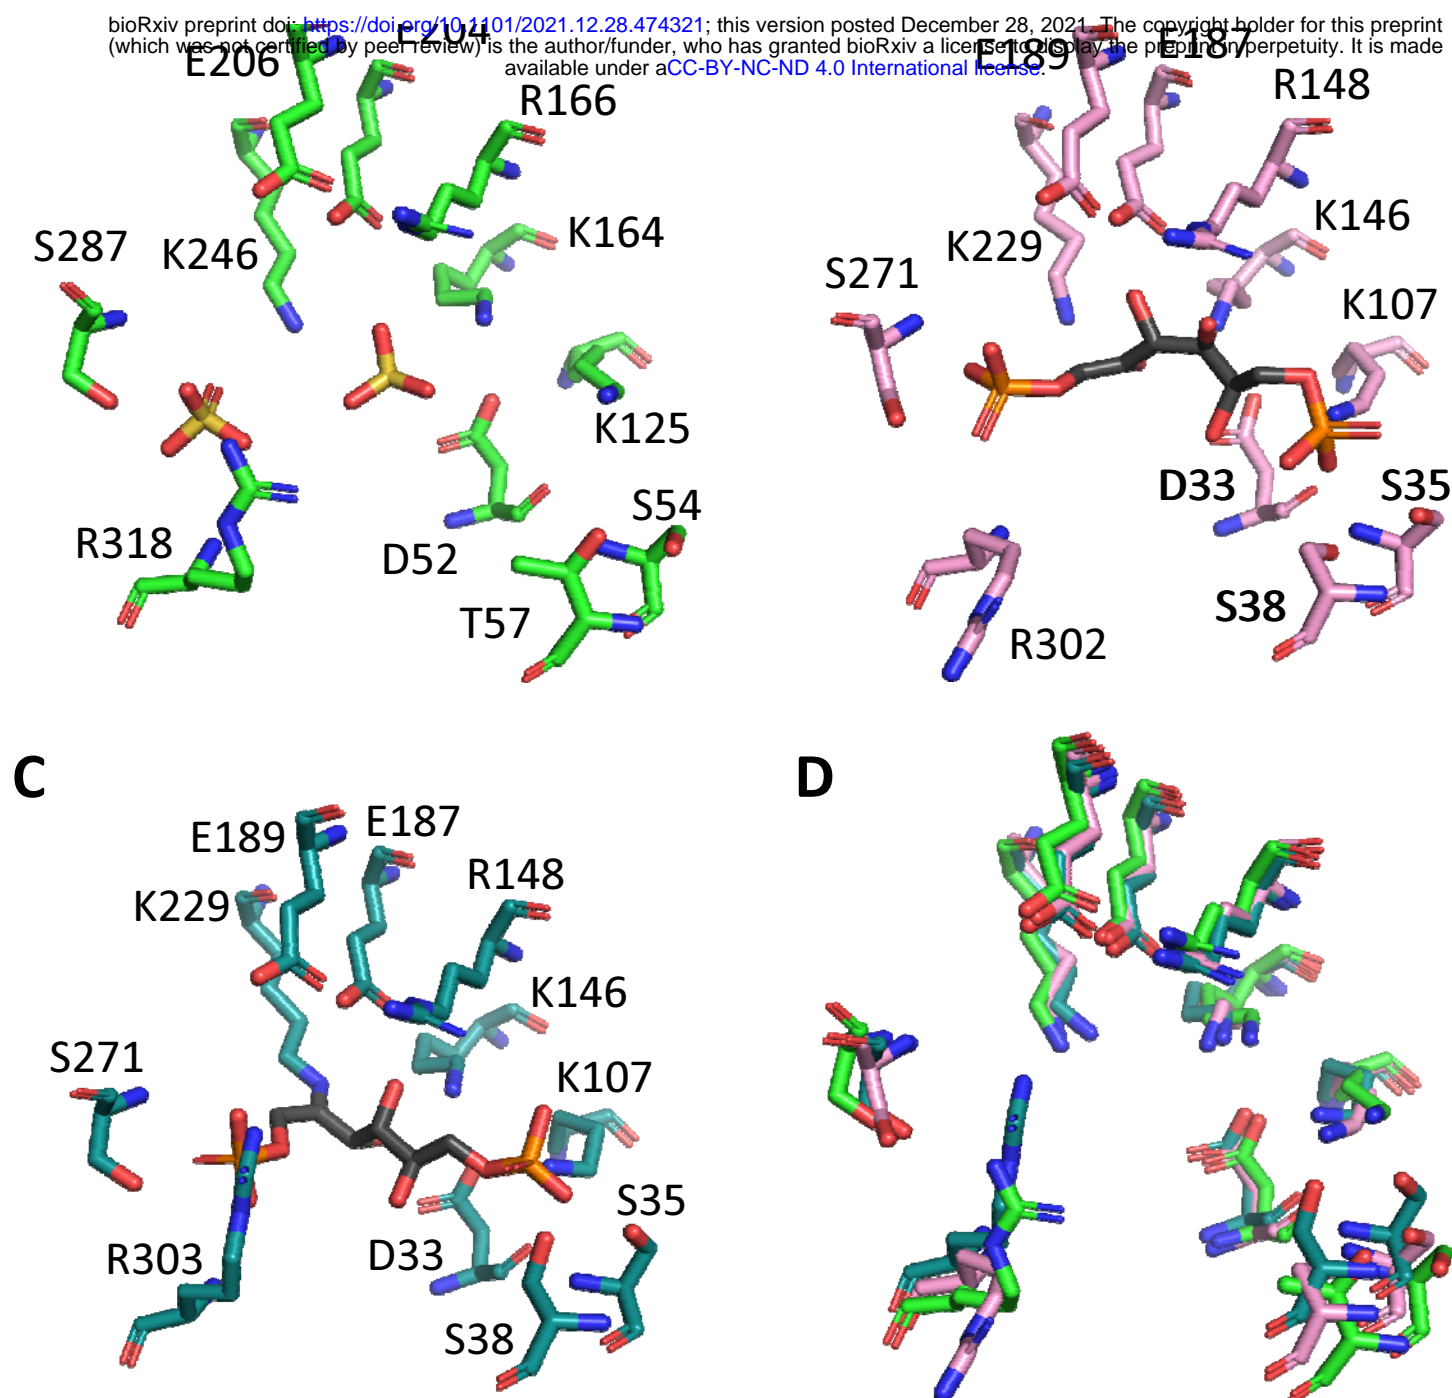 bioRxiv preprint doi: https://doi.org/10.1101/2021.12.28.474321; this version posted December 28, 2021. The copyright holder for this preprint
(which was not certified by peer review) is the author/funder, who has granted bioRxiv a license to display the preprint in perpetuity. It is made
available under aCC-BY-NC-ND 4.0 International license.
E206
E204
R166
K164
K246
S287
K125
S54
R318
D52
T57
E189
E187
R148
K146
K229
S271
K107
D33
S35
S38
R302
C
E189
E187
R148
K229
K146
S271
K107
S35
R303
D33
S38
D